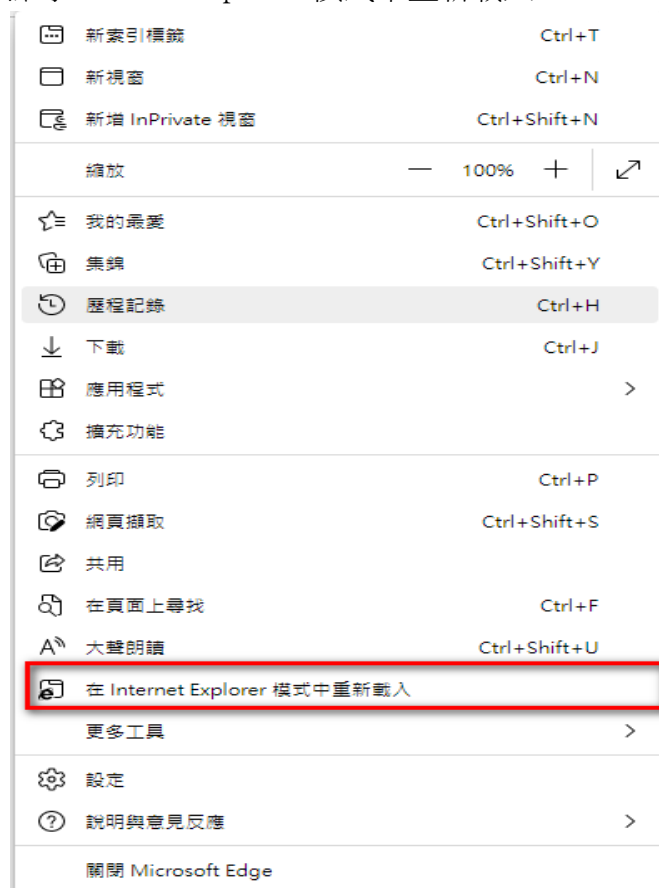 新索引標籤 Ctrl+T
新視窗 Ctrl+N
新增 InPrivate 視窗 Ctrl+Shift+N
縮放 — 100% +
我的最愛 Ctrl+Shift+O
集錦 Ctrl+Shift+Y
歷程記錄 Ctrl+H
下載 Ctrl+J
應用程式
擴充功能
列印 Ctrl+P
網頁擷取 Ctrl+Shift+S
共用
在頁面上尋找 Ctrl+F
大聲朗讀 Ctrl+Shift+U
在 Internet Explorer 模式中重新載入
更多工具
設定
說明與意見反應
關閉 Microsoft Edge